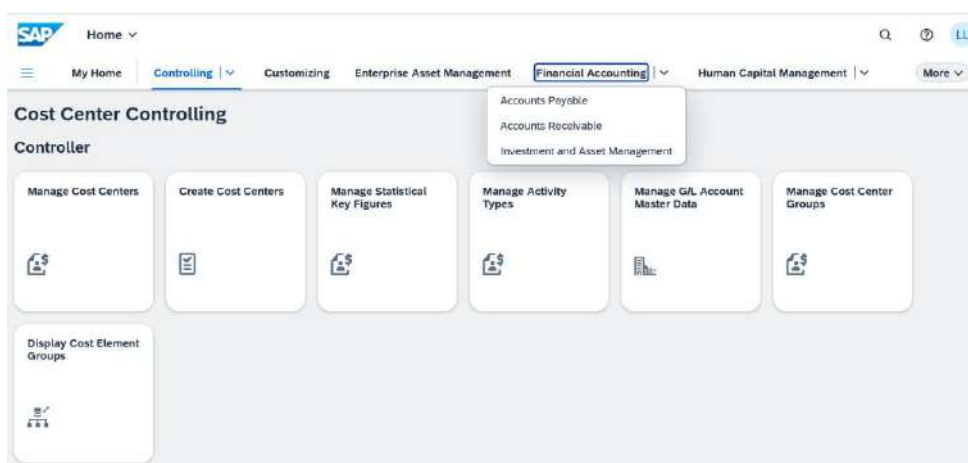 SAP Home
My Home Controlling Customizing Enterprise Asset Management Financial Accounting Human Capital Management More
Accounts Payable
Accounts Receivable
Investment and Asset Management
Cost Center Controlling
Controller
Manage Cost Centers
Create Cost Centers
Manage Statistical
Key Figures
Manage Activity
Types
Manage G/L Account
Master Data
Manage Cost Center
Groups
Display Cost Element
Groups